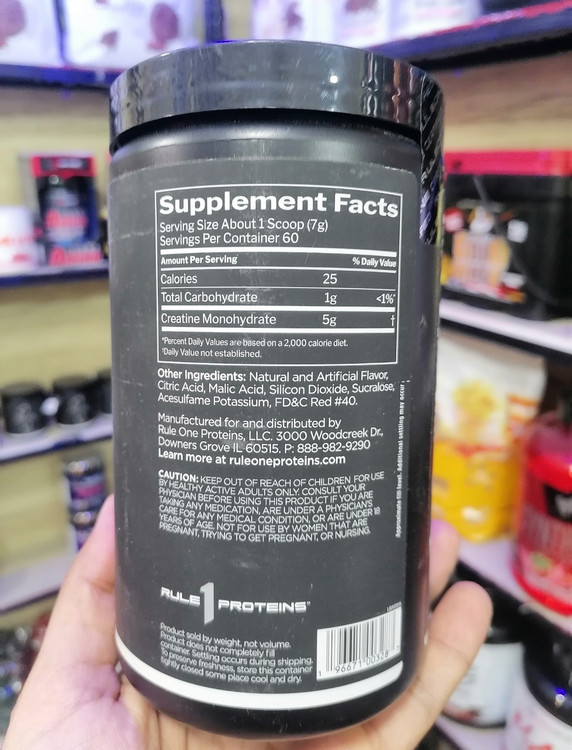 Supplement Facts
Serving Size About 1 Scoop (7g)
Servings Per Container 60
Amount Per Serving % Daily Value
Calories 25
Total Carbohydrate 1g <1%*
Creatine Monohydrate 5g †
*Percent Daily Values are based on a 2,000 calorie diet.
†Daily Value not established.
Other Ingredients: Natural and Artificial Flavor,
Citric Acid, Malic Acid, Silicon Dioxide, Sucralose,
Acesulfame Potassium, FD&C Red #40.
Manufactured for and distributed by
Rule One Proteins, LLC. 3000 Woodcreek Dr.,
Downers Grove IL 60515. P: 888-982-9290
Learn more at ruleoneproteins.com
CAUTION: KEEP OUT OF REACH OF CHILDREN. FOR USE
BY HEALTHY ACTIVE ADULTS ONLY. CONSULT YOUR
PHYSICIAN BEFORE USING THIS PRODUCT IF YOU ARE
TAKING ANY MEDICATION, ARE UNDER A PHYSICIAN'S
CARE FOR ANY MEDICAL CONDITION, OR ARE UNDER 18
YEARS OF AGE. NOT FOR USE BY WOMEN THAT ARE
PREGNANT, TRYING TO GET PREGNANT, OR NURSING.
Approximate fill level. Additional settling may occur.
RULE 1 PROTEINS®
Product sold by weight, not volume.
Product does not completely fill
container. Settling occurs during shipping.
To preserve freshness, store this container
tightly closed some place cool and dry.